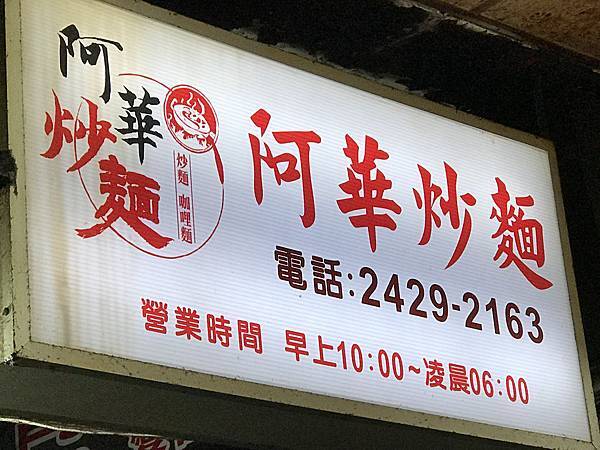 阿華
炒麵
炒麵 咖哩麵
阿華炒麵
電話:2429-2163
營業時間 早上10:00~凌晨06:00